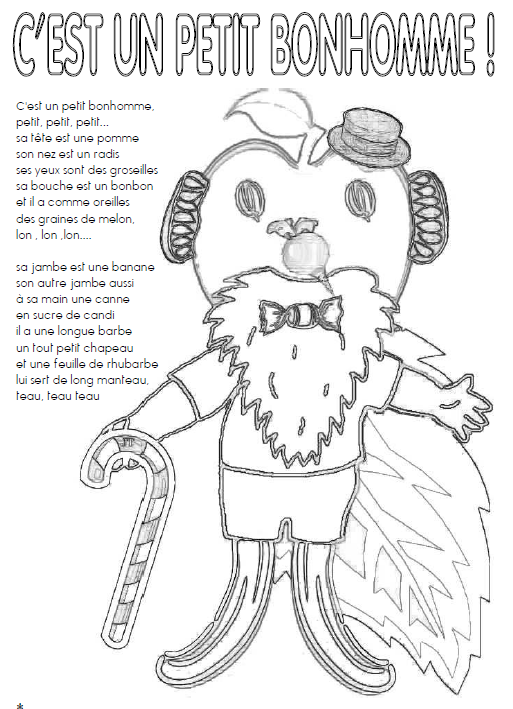 C'EST UN PETIT BONHOMME !
C'est un petit bonhomme,
petit, petit, petit...
sa tête est une pomme
son nez est un radis
ses yeux sont des groseilles
sa bouche est un bonbon
et il a comme oreilles
des graines de melon,
lon , lon ,lon....
sa jambe est une banane
son autre jambe aussi
à sa main une canne
en sucre de candi
il a une longue barbe
un tout petit chapeau
et une feuille de rhubarbe
lui sert de long manteau,
teau, teau teau
*